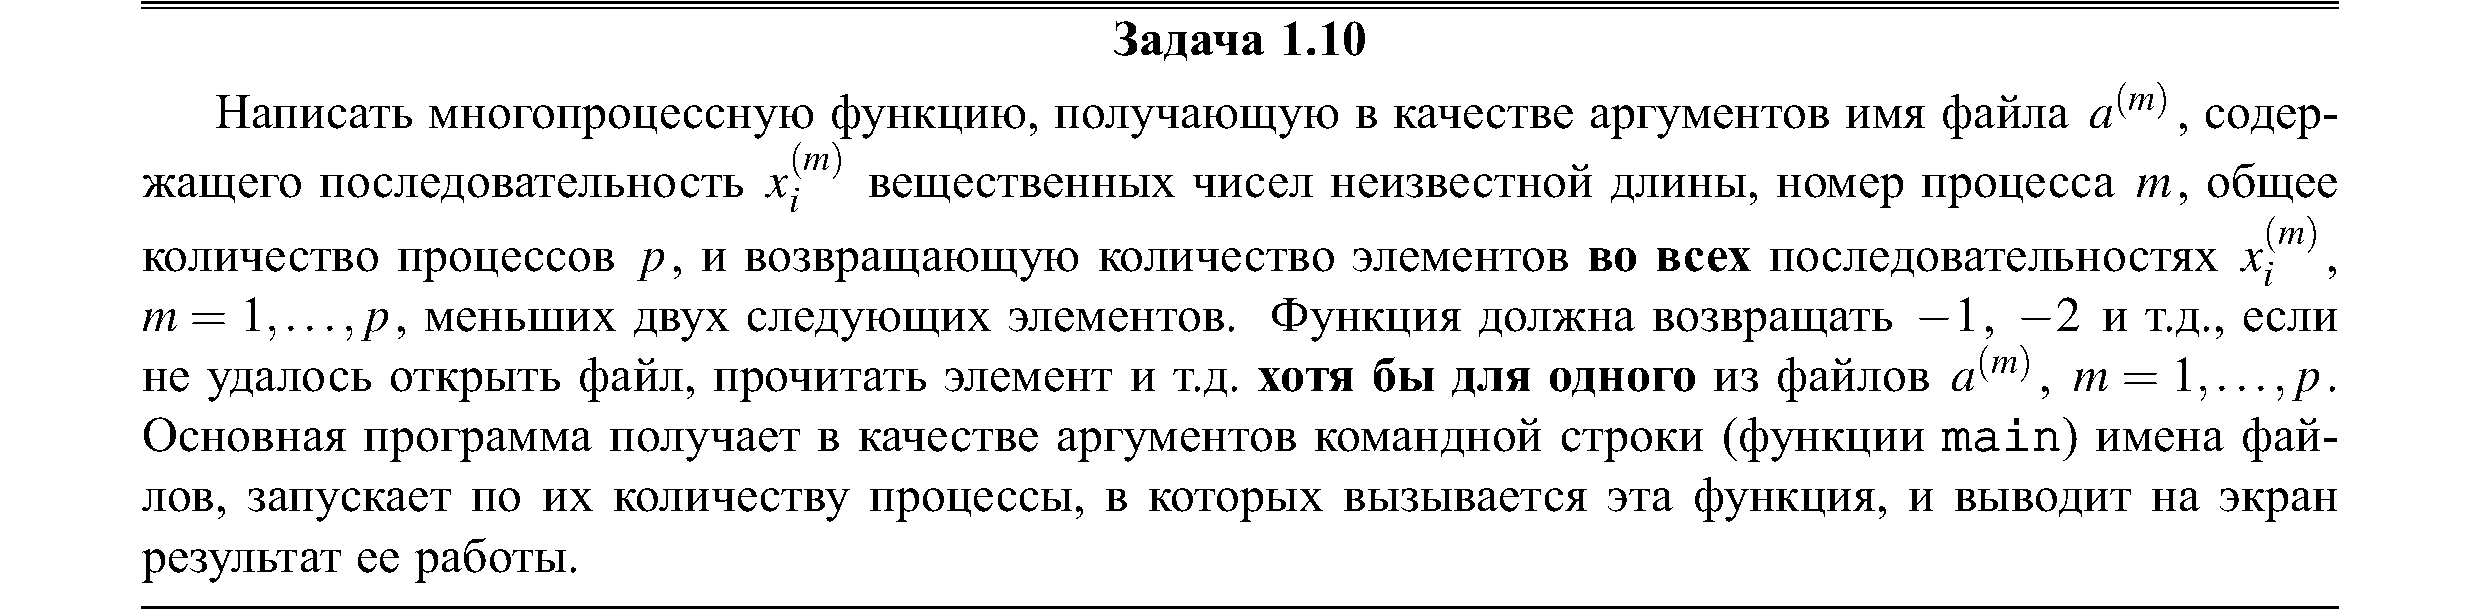 Задача 1.10
Написать многопроцессную функцию, получающую в качестве аргументов имя файла a^{(m)}, содер-
жащего последовательность x_i^{(m)} вещественных чисел неизвестной длины, номер процесса m, общее
количество процессов p, и возвращающую количество элементов во всех последовательностях x_i^{(m)},
m = 1,...,p, меньших двух следующих элементов. Функция должна возвращать −1, −2 и т.д., если
не удалось открыть файл, прочитать элемент и т.д. хотя бы для одного из файлов a^{(m)}, m = 1,...,p.
Основная программа получает в качестве аргументов командной строки (функции main) имена фай-
лов, запускает по их количеству процессы, в которых вызывается эта функция, и выводит на экран
результат ее работы.